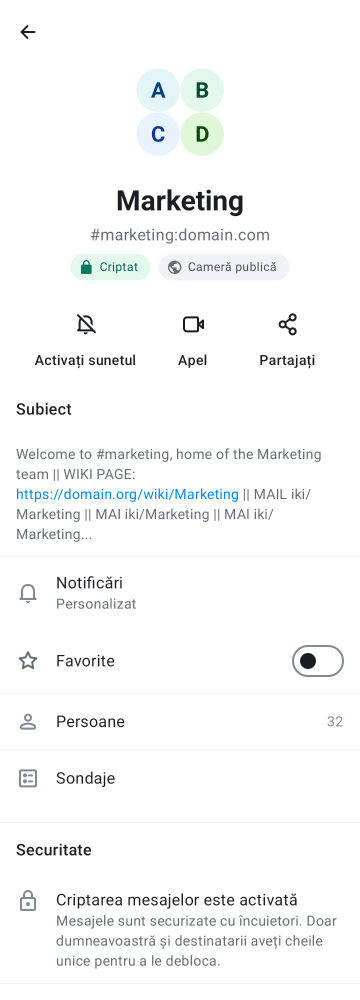 A B
C D
Marketing
#marketing:domain.com
Criptat Cameră publică
Activați sunetul Apel Partajați
Subiect
Welcome to #marketing, home of the Marketing
team || WIKI PAGE:
https://domain.org/wiki/Marketing || MAIL iki/
Marketing || MAI iki/Marketing || MAI iki/
Marketing...
Notificări
Personalizat
Favorite
Persoane 32
Sondaje
Securitate
Criptarea mesajelor este activată
Mesajele sunt securizate cu încuietori. Doar
dumneavoastră și destinatarii aveți cheile
unice pentru a le debloca.